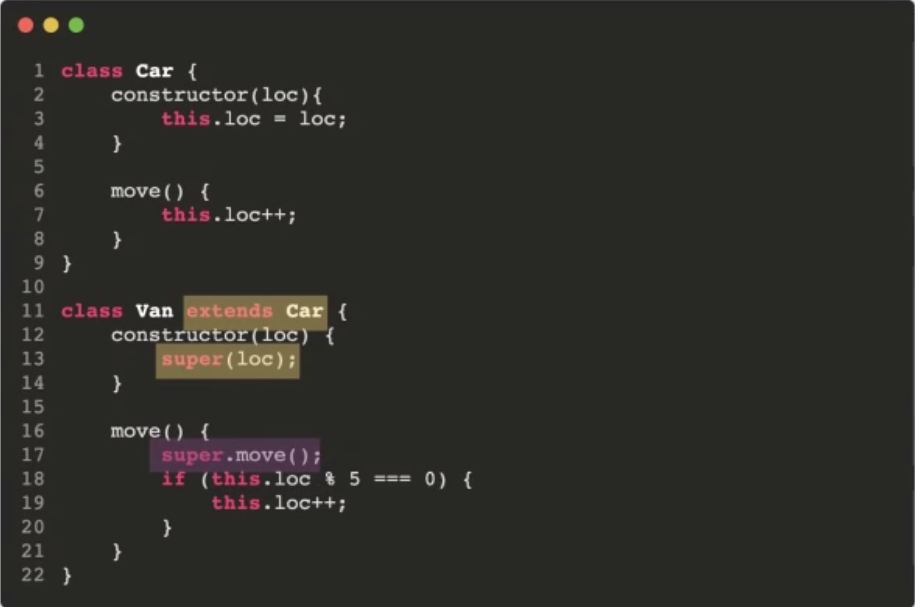 1 class Car {
2 constructor(loc){
3 this.loc = loc;
4 }
5
6 move() {
7 this.loc++;
8 }
9 }
10
11 class Van extends Car {
12 constructor(loc) {
13 super(loc);
14 }
15
16 move() {
17 super.move();
18 if (this.loc % 5 === 0) {
19 this.loc++;
20 }
21 }
22 }